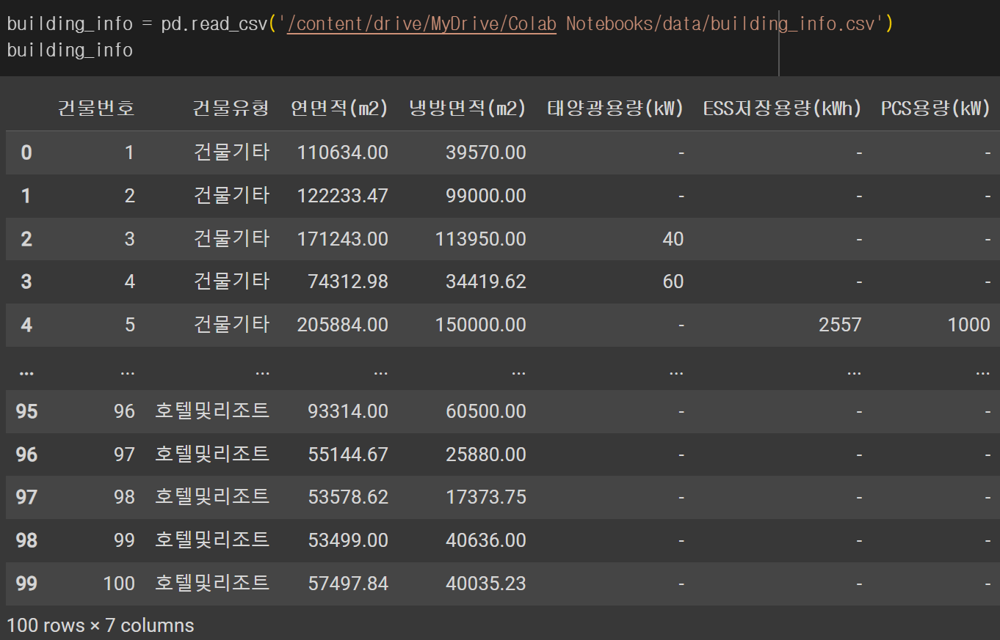 building_info = pd.read_csv('/content/drive/MyDrive/Colab Notebooks/data/building_info.csv')
building_info
건물번호 건물유형 연면적(m2) 냉방면적(m2) 태양광용량(kW) ESS저장용량(kWh) PCS용량(kW)
0 1 건물기타 110634.00 39570.00 - - -
1 2 건물기타 122233.47 99000.00 - - -
2 3 건물기타 171243.00 113950.00 40 - -
3 4 건물기타 74312.98 34419.62 60 - -
4 5 건물기타 205884.00 150000.00 - 2557 1000
... ... ... ... ... ... ... ...
95 96 호텔및리조트 93314.00 60500.00 - - -
96 97 호텔및리조트 55144.67 25880.00 - - -
97 98 호텔및리조트 53578.62 17373.75 - - -
98 99 호텔및리조트 53499.00 40636.00 - - -
99 100 호텔및리조트 57497.84 40035.23 - - -
100 rows × 7 columns